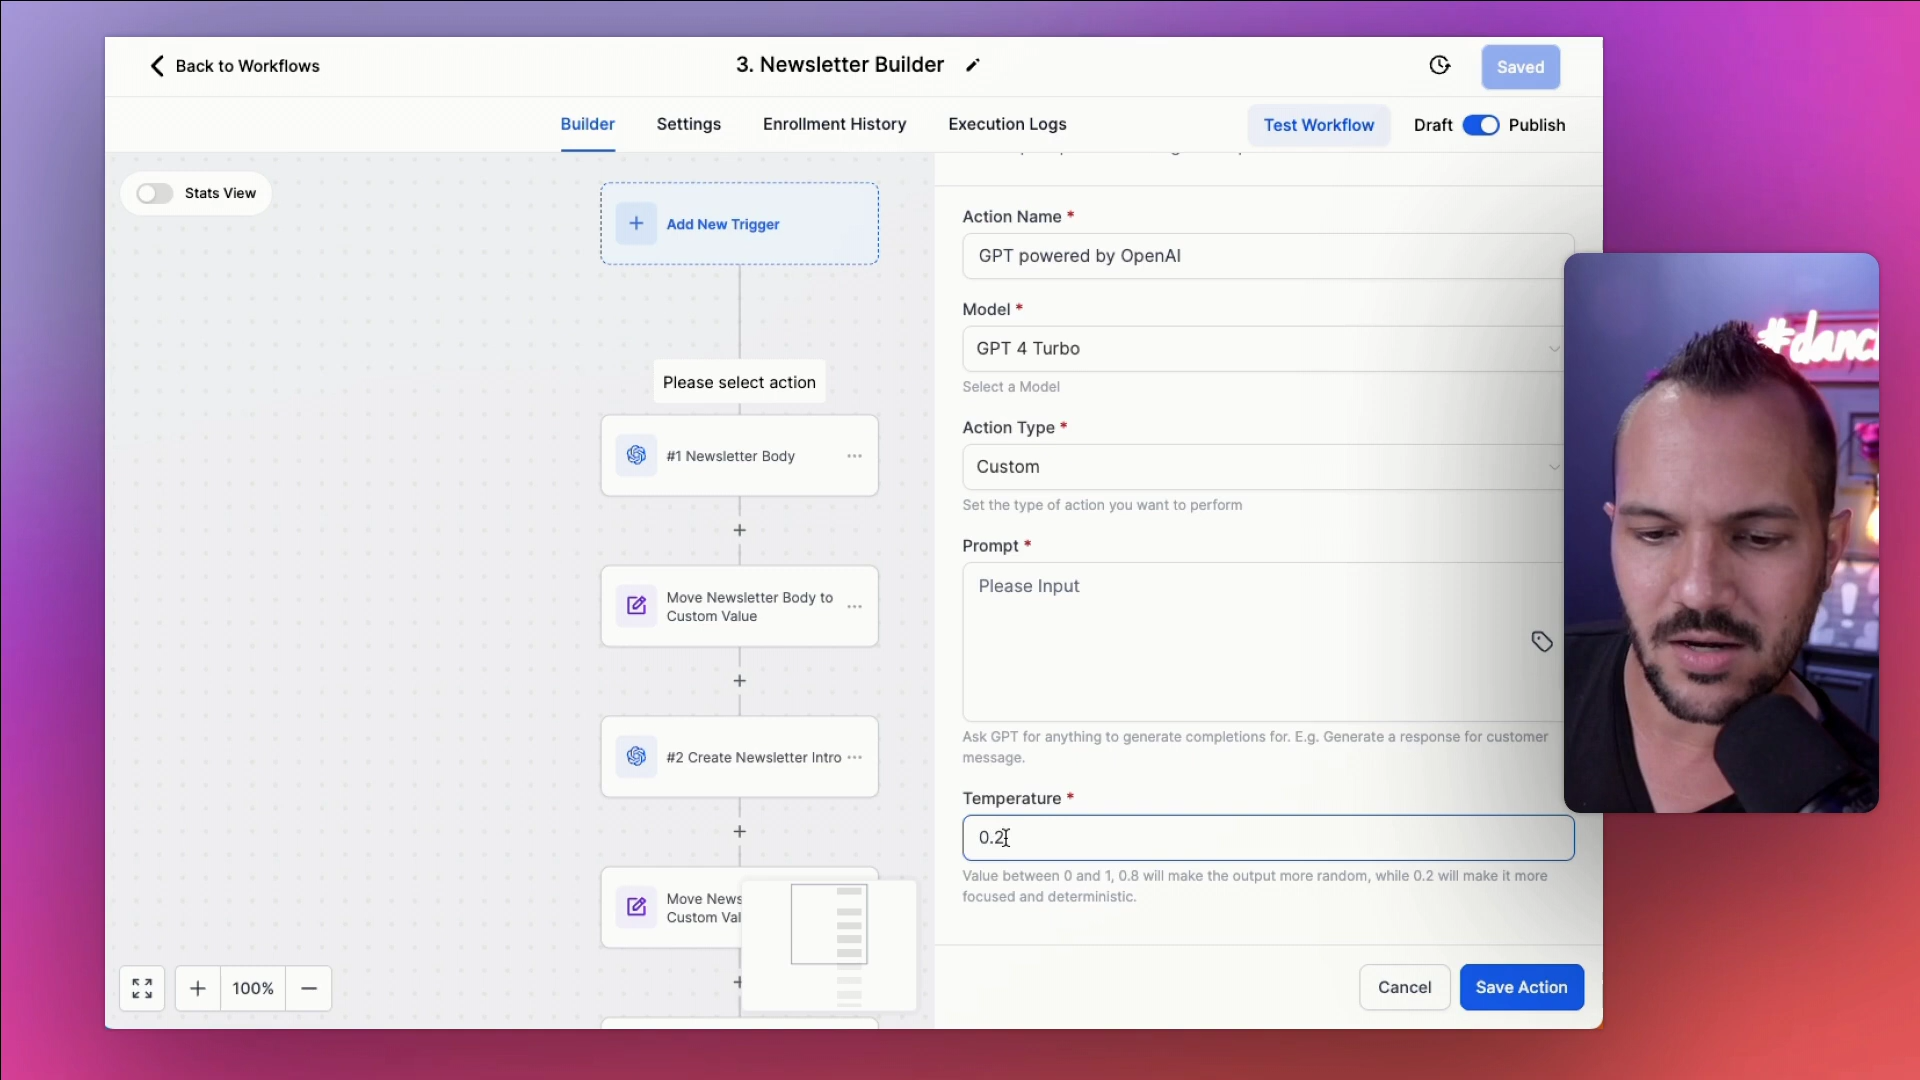 Back to Workflows
3. Newsletter Builder
Saved
Builder
Settings
Enrollment History
Execution Logs
Test Workflow
Draft
Publish
Stats View
Add New Trigger
Please select action
#1 Newsletter Body
Move Newsletter Body to
Custom Value
#2 Create Newsletter Intro
Move News
Custom Val
100%
Action Name *
GPT powered by OpenAI
Model *
GPT 4 Turbo
Select a Model
Action Type *
Custom
Set the type of action you want to perform
Prompt *
Please Input
Ask GPT for anything to generate completions for. E.g. Generate a response for customer
message.
Temperature *
0.2
Value between 0 and 1, 0.8 will make the output more random, while 0.2 will make it more
focused and deterministic.
Cancel
Save Action
#danc